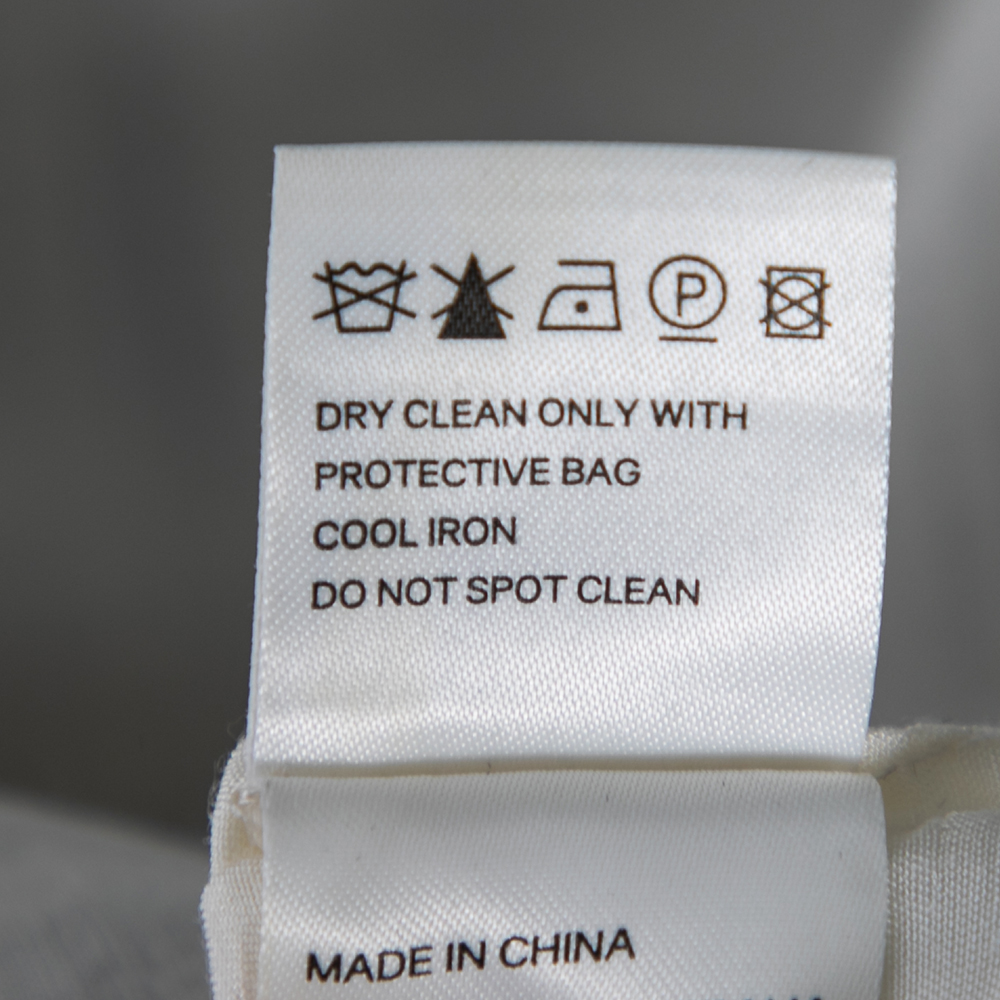 P
DRY CLEAN ONLY WITH
PROTECTIVE BAG
COOL IRON
DO NOT SPOT CLEAN
MADE IN CHINA